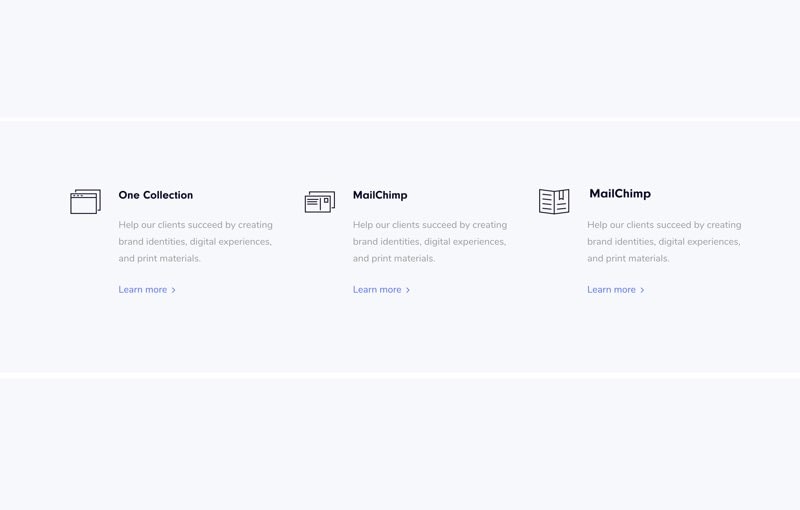 One Collection
Help our clients succeed by creating
brand identities, digital experiences,
and print materials.
Learn more
MailChimp
Help our clients succeed by creating
brand identities, digital experiences,
and print materials.
Learn more
MailChimp
Help our clients succeed by creating
brand identities, digital experiences,
and print materials.
Learn more